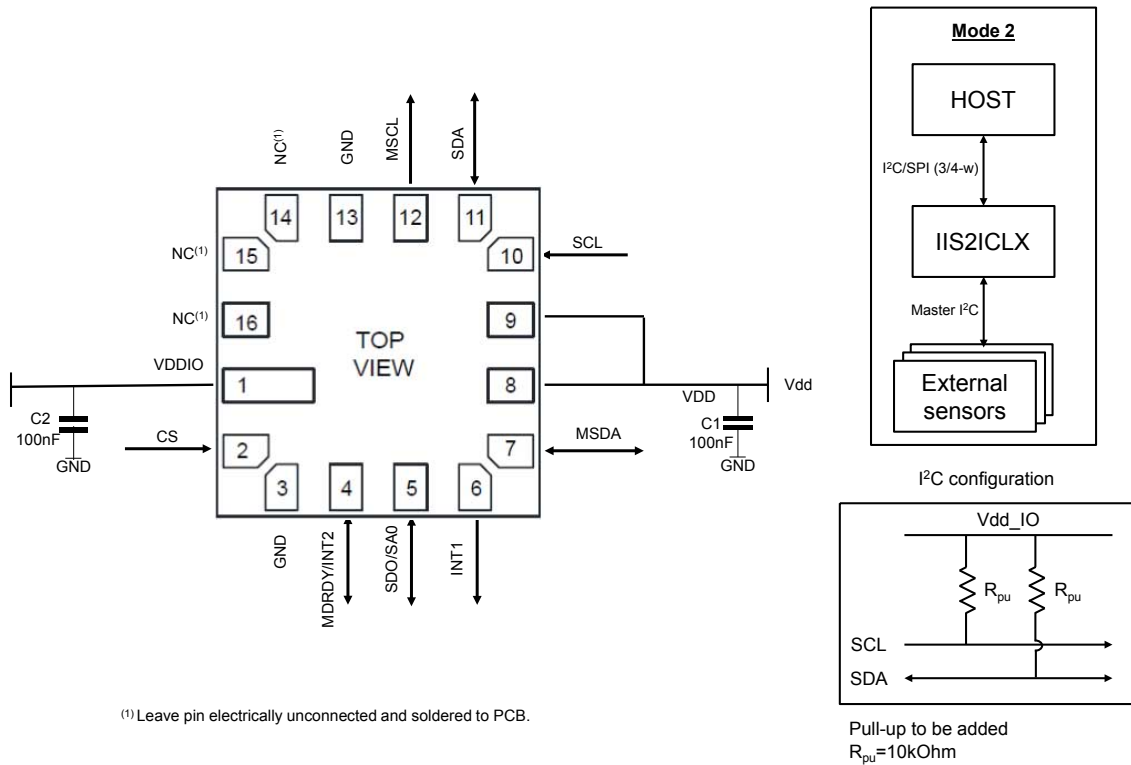 Mode 2
HOST
I²C/SPI (3/4-w)
IIS2ICLX
Master I²C
External
sensors
NC⁽¹⁾
GND
MSCL
SDA
14
13
12
11
NC⁽¹⁾
15
10
SCL
NC⁽¹⁾
16
9
TOP
VIEW
VDDIO
1
8
VDD
Vdd
C2
100nF
GND
C1
100nF
GND
CS
2
7
MSDA
3
4
5
6
GND
MDRDY/INT2
SDO/SA0
INT1
I²C configuration
Vdd_IO
Rpu
Rpu
SCL
SDA
⁽¹⁾ Leave pin electrically unconnected and soldered to PCB.
Pull-up to be added
Rpu=10kOhm